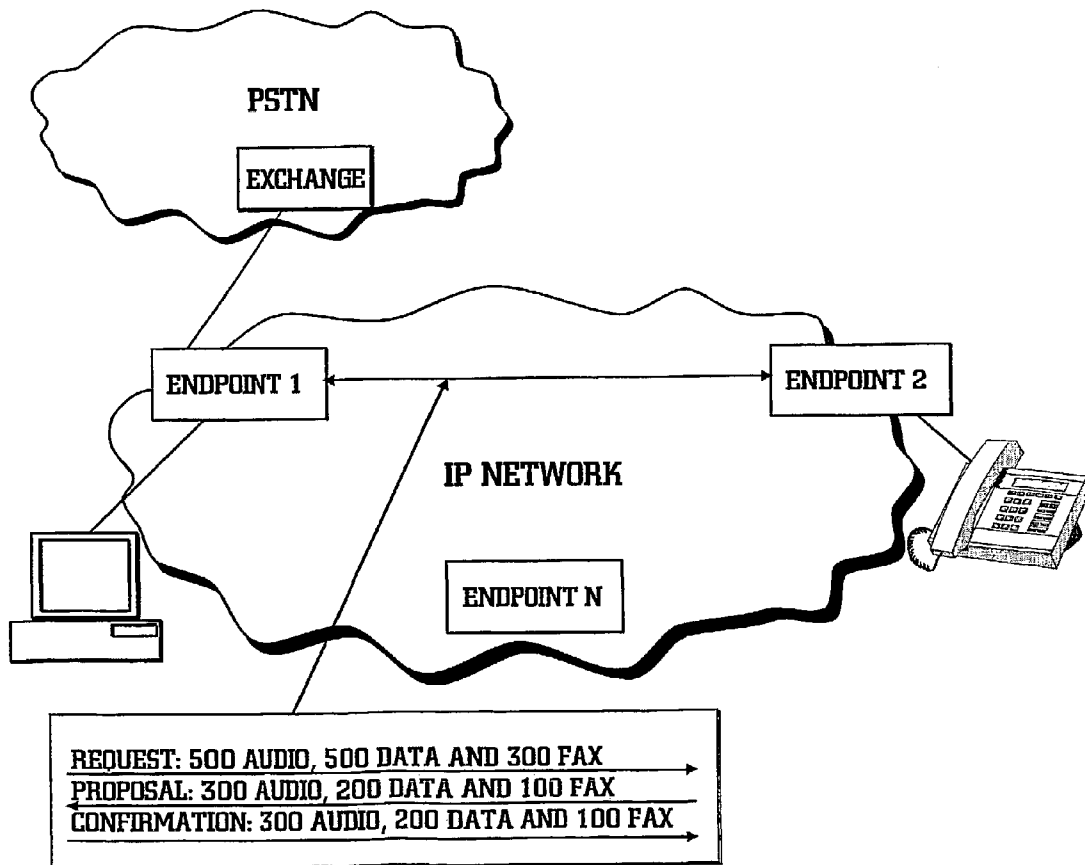 PSTN
EXCHANGE
ENDPOINT 1
ENDPOINT 2
IP NETWORK
ENDPOINT N
REQUEST: 500 AUDIO, 500 DATA AND 300 FAX
PROPOSAL: 300 AUDIO, 200 DATA AND 100 FAX
CONFIRMATION: 300 AUDIO, 200 DATA AND 100 FAX